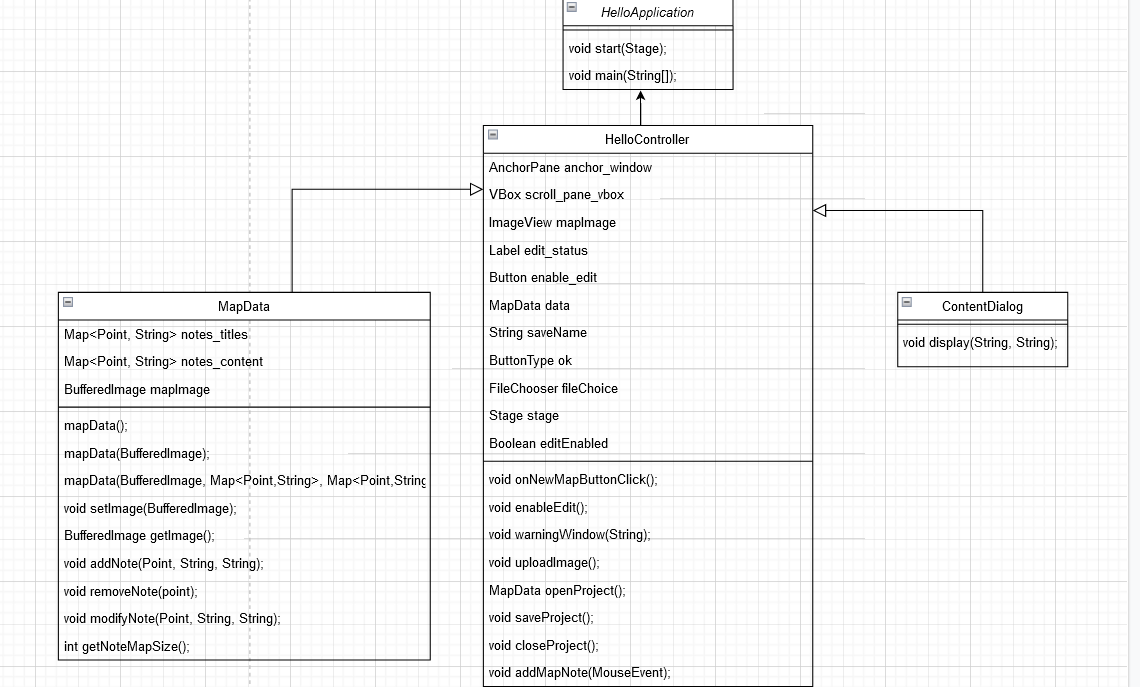 HelloApplication
void start(Stage);
void main(String[]);
HelloController
AnchorPane anchor_window
VBox scroll_pane_vbox
ImageView mapImage
Label edit_status
Button enable_edit
MapData data
String saveName
ButtonType ok
FileChooser fileChoice
Stage stage
Boolean editEnabled
void onNewMapButtonClick();
void enableEdit();
void warningWindow(String);
void uploadImage();
MapData openProject();
void saveProject();
void closeProject();
void addMapNote(MouseEvent);
MapData
Map<Point, String> notes_titles
Map<Point, String> notes_content
BufferedImage mapImage
mapData();
mapData(BufferedImage);
mapData(BufferedImage, Map<Point,String>, Map<Point,String
void setImage(BufferedImage);
BufferedImage getImage();
void addNote(Point, String, String);
void removeNote(point);
void modifyNote(Point, String, String);
int getNoteMapSize();
ContentDialog
void display(String, String);